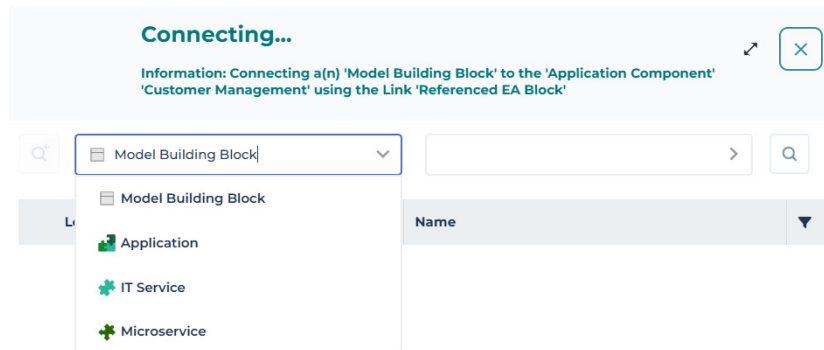 Connecting...
Information: Connecting a(n) 'Model Building Block' to the 'Application Component'
'Customer Management' using the Link 'Referenced EA Block'
Model Building Block
Model Building Block
Name
Application
IT Service
Microservice